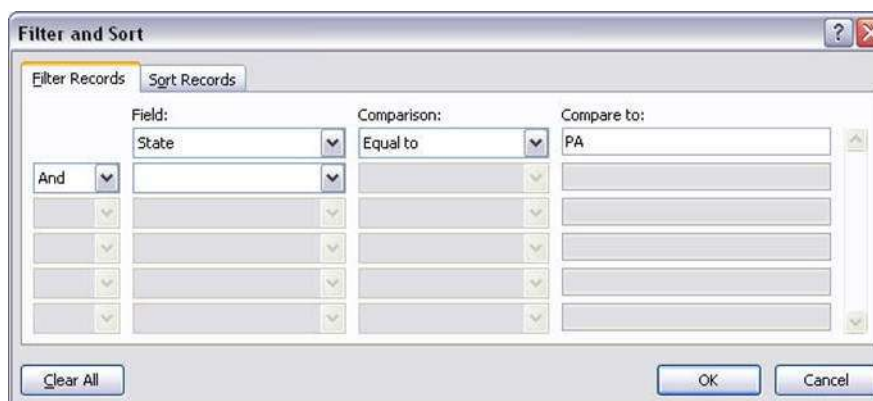 Filter and Sort
Filter Records Sort Records
Field: Comparison: Compare to:
State Equal to PA
And
Clear All OK Cancel